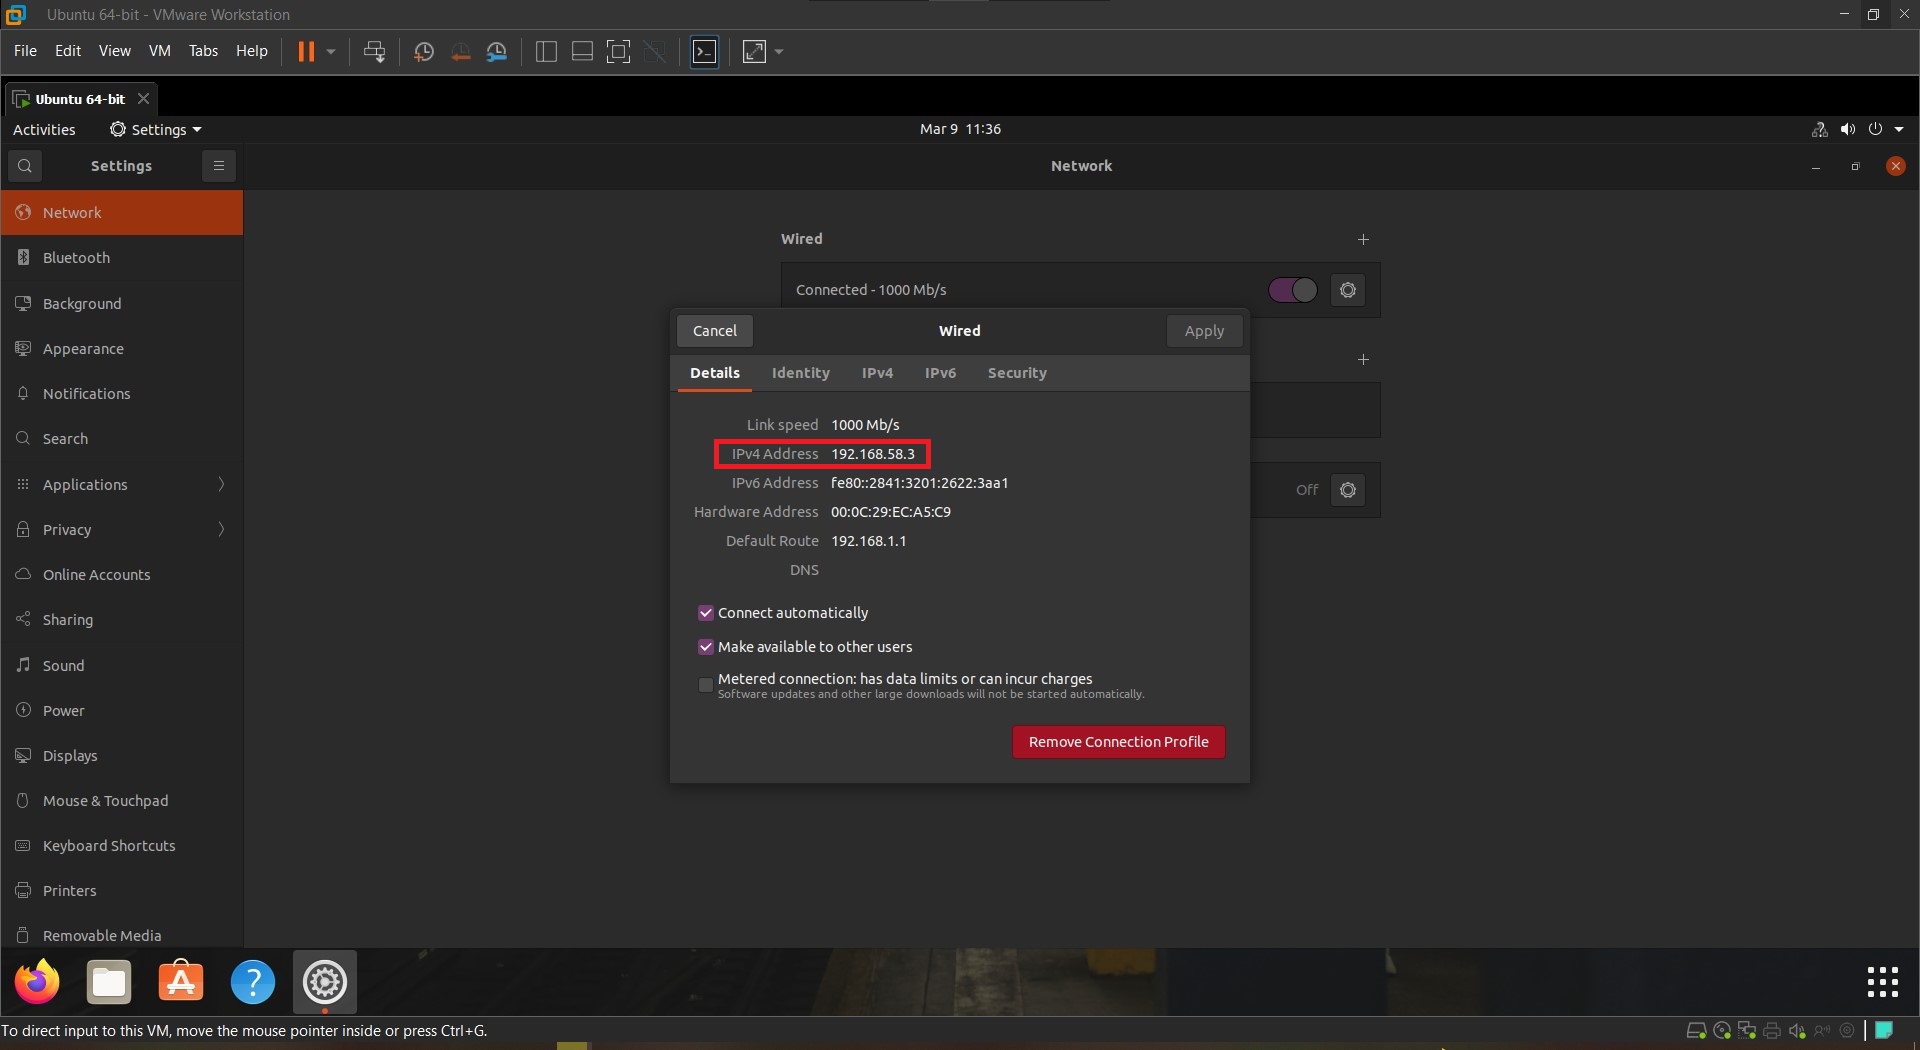 Ubuntu 64-bit - VMware Workstation
File Edit View VM Tabs Help
Ubuntu 64-bit
Activities Settings Mar 9 11:36
Settings Network
Network
Bluetooth
Background
Appearance
Notifications
Search
Applications
Privacy
Online Accounts
Sharing
Sound
Power
Displays
Mouse & Touchpad
Keyboard Shortcuts
Printers
Removable Media
Wired
Connected - 1000 Mb/s
Off
Cancel Wired Apply
Details Identity IPv4 IPv6 Security
Link speed 1000 Mb/s
IPv4 Address 192.168.58.3
IPv6 Address fe80::2841:3201:2622:3aa1
Hardware Address 00:0C:29:EC:A5:C9
Default Route 192.168.1.1
DNS
Connect automatically
Make available to other users
Metered connection: has data limits or can incur charges
Software updates and other large downloads will not be started automatically.
Remove Connection Profile
To direct input to this VM, move the mouse pointer inside or press Ctrl+G.